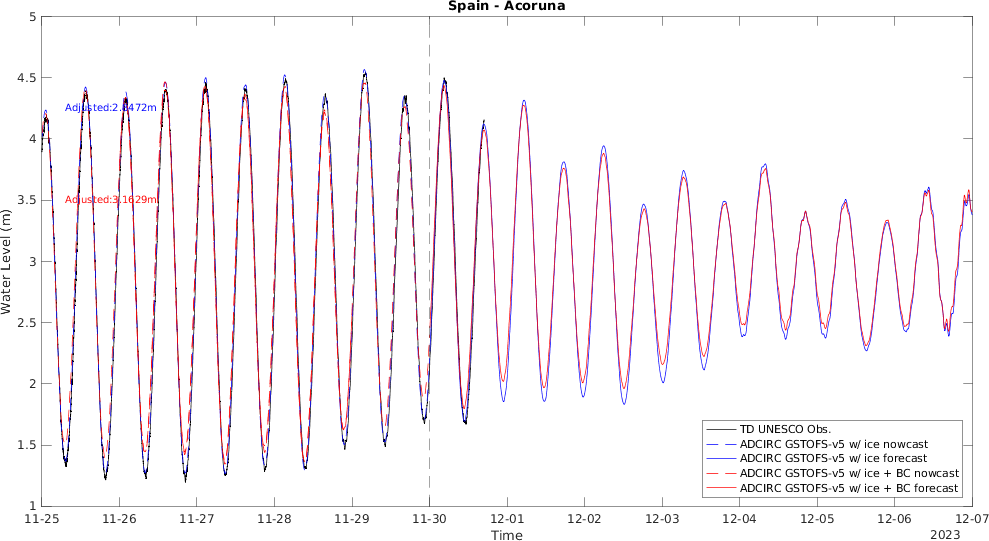 Spain - Acoruna
5
4.5
4
3.5
3
2.5
2
1.5
1
Water Level (m)
Adjusted:3.1629m
TD UNESCO Obs.
ADCIRC GSTOFS-v5 w/ ice nowcast
ADCIRC GSTOFS-v5 w/ ice forecast
ADCIRC GSTOFS-v5 w/ ice + BC nowcast
ADCIRC GSTOFS-v5 w/ ice + BC forecast
11-25 11-26 11-27 11-28 11-29 11-30 12-01 12-02 12-03 12-04 12-05 12-06 12-07
Time
2023